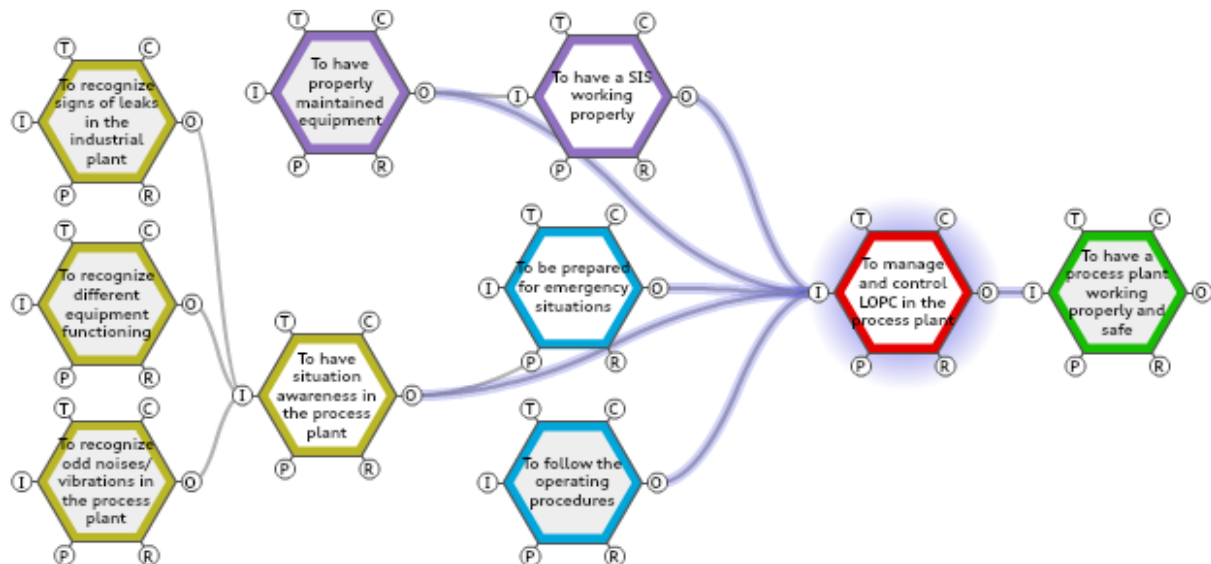 T
C
To recognize
signs of leaks
in the
industrial
plant
I
O
P
R
T
C
To recognize
different
equipment
functioning
I
O
P
R
T
C
To recognize
odd noises/
vibrations in
the process
plant
I
O
P
R
T
C
To have
properly
maintained
equipment
I
O
P
R
T
C
To have
situation
awareness in
the process
plant
I
O
P
R
T
C
To have a SIS
working
properly
I
O
P
R
T
C
To be prepared
for emergency
situations
I
O
P
R
T
C
To follow the
operating
procedures
I
O
P
R
T
C
To manage
and control
LOPC in the
process plant
I
O
P
R
T
C
To have a
process plant
working
properly and
safe
I
O
P
R